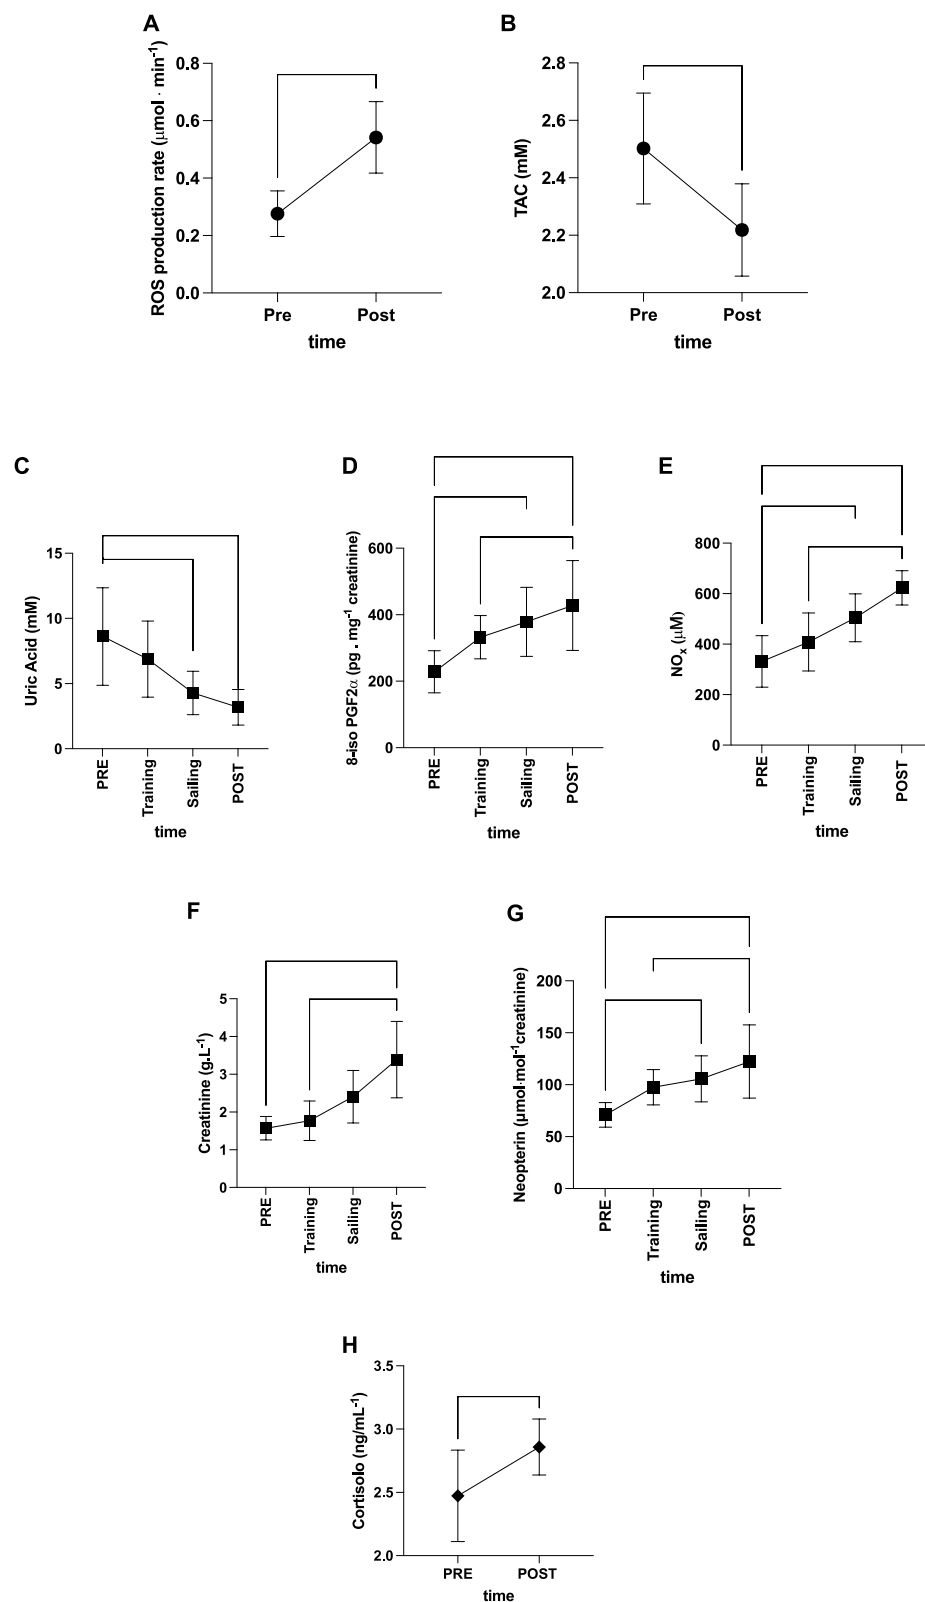 A
ROS production rate (μmol · min⁻¹)
0.8
0.6
0.4
0.2
0.0
Pre Post
time
B
TAC (mM)
2.8
2.6
2.4
2.2
2.0
Pre Post
time
C
Uric Acid (mM)
15
10
5
0
PRE Training Sailing POST
time
D
8-iso PGF2α (pg . mg⁻¹ creatinine)
600
400
200
0
PRE Training Sailing POST
time
E
NOₓ (μM)
800
600
400
200
0
PRE Training Sailing POST
time
F
Creatinine (g.L⁻¹)
5
4
3
2
1
0
PRE Training Sailing POST
time
G
Neopterin (μmol·mol⁻¹creatinine)
200
150
100
50
0
PRE Training Sailing POST
time
H
Cortisolo (ng/mL⁻¹)
3.5
3.0
2.5
2.0
PRE POST
time